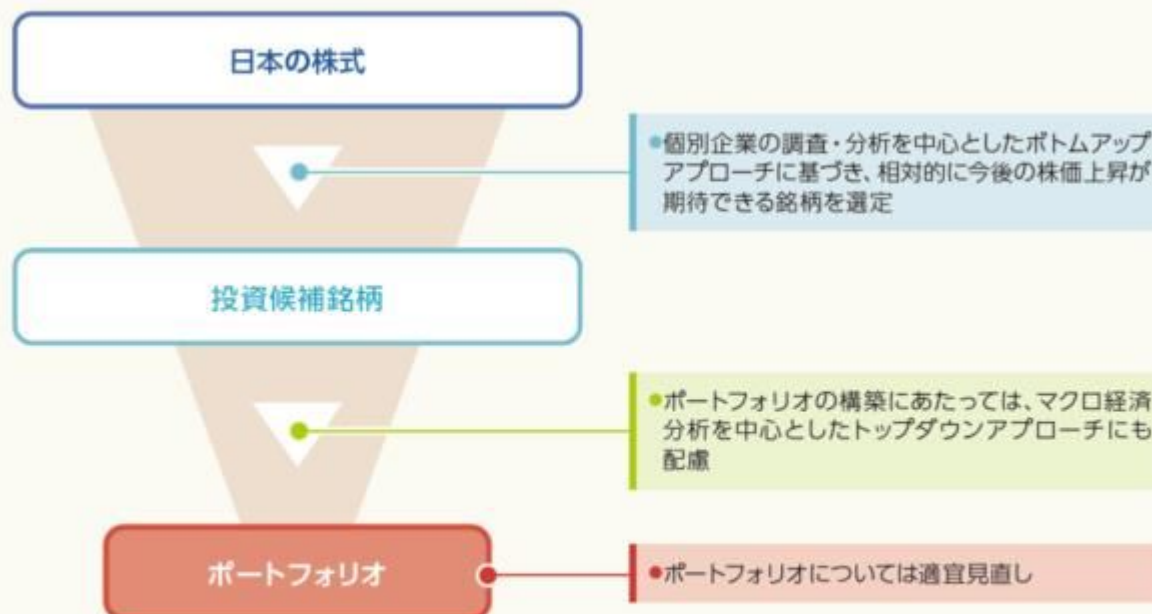 日本の株式
●個別企業の調査・分析を中心としたボトムアップ
アプローチに基づき、相対的に今後の株価上昇が
期待できる銘柄を選定
投資候補銘柄
●ポートフォリオの構築にあたっては、マクロ経済
分析を中心としたトップダウンアプローチにも
配慮
ポートフォリオ
●ポートフォリオについては適宜見直し